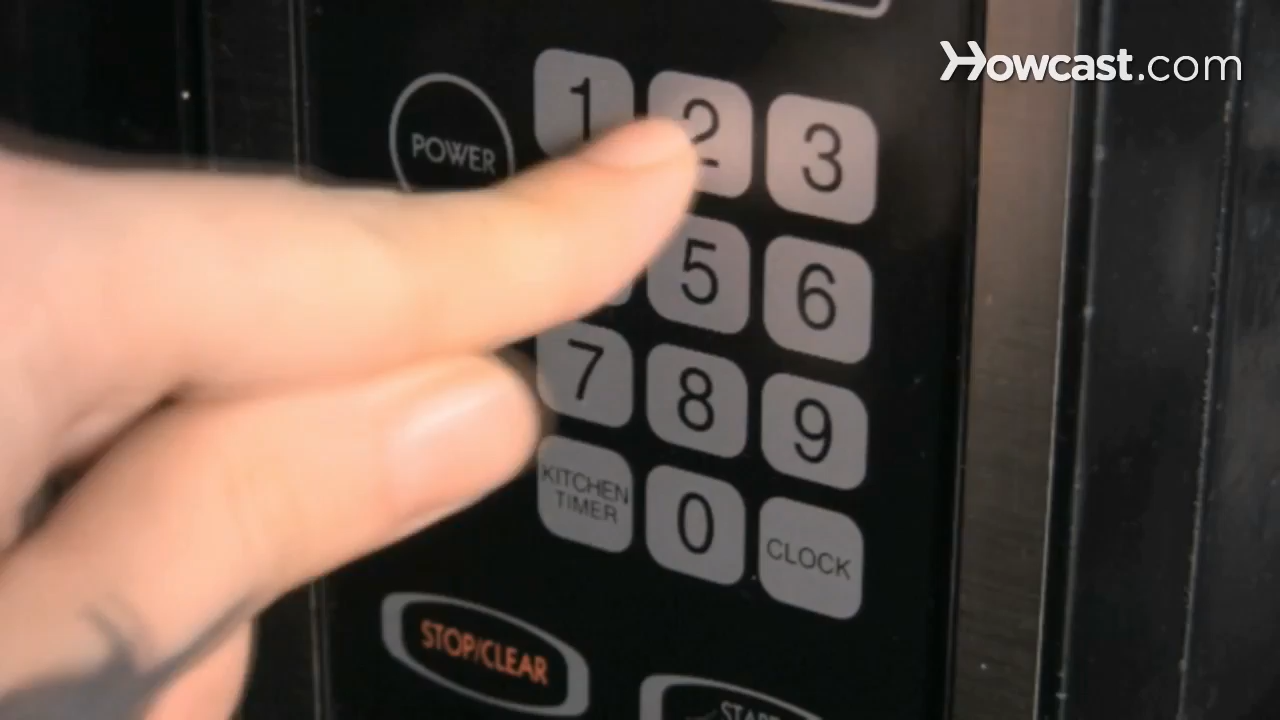 Howcast.com
POWER
1 2 3
5 6
7 8 9
KITCHEN
TIMER
0
CLOCK
STOP/CLEAR